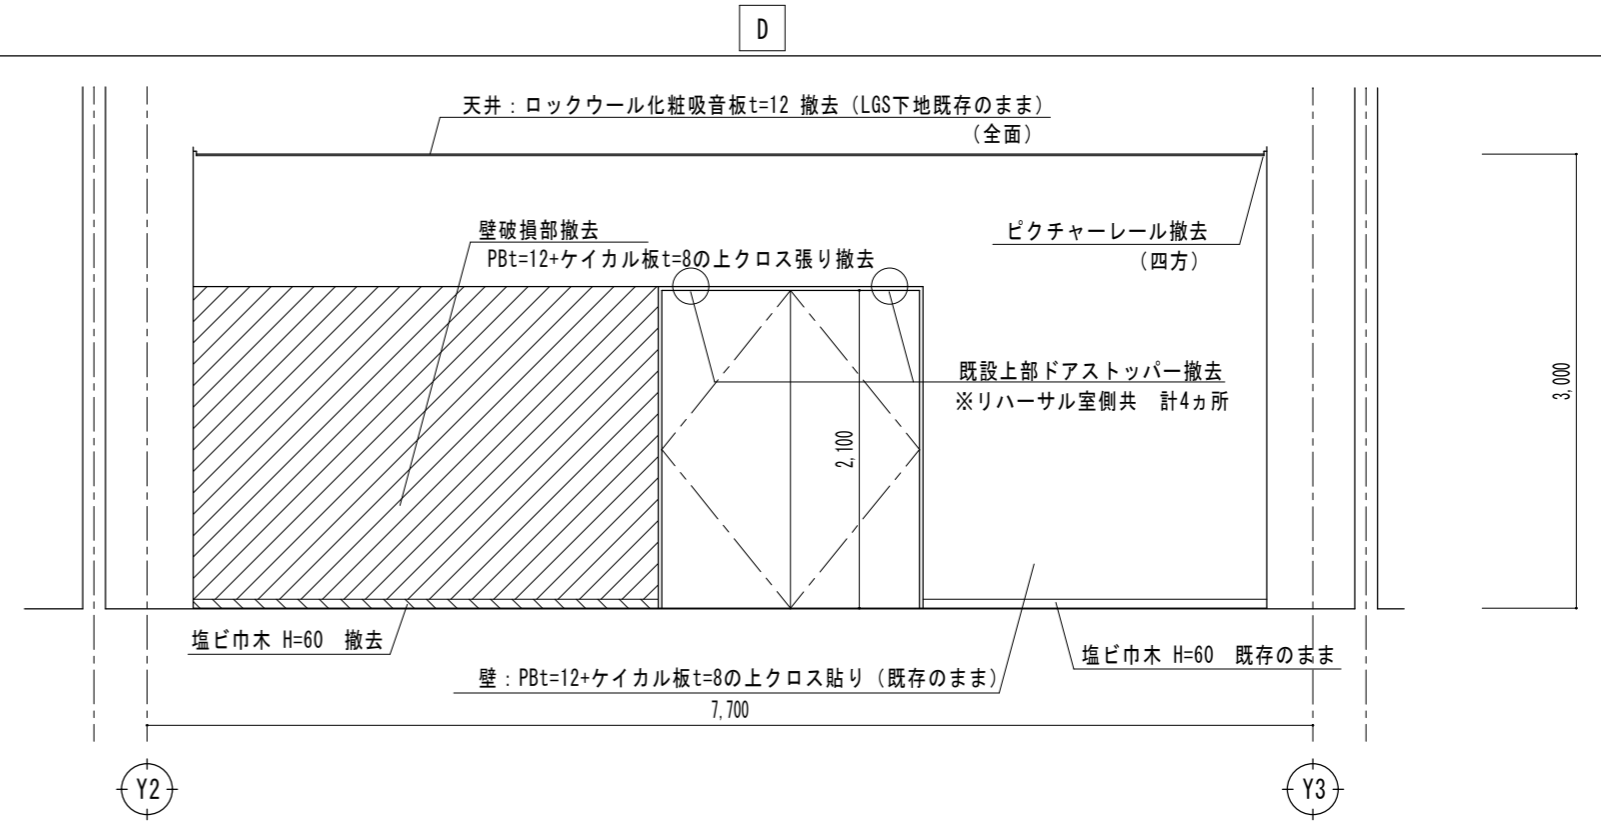 D
天井：ロックウール化粧吸音板t=12 撤去（LGS下地既存のまま）
（全面）
壁破損部撤去
PBt=12+ケイカル板t=8の上クロス張り撤去
ピクチャーレール撤去
（四方）
既設上部ドアストッパー撤去
※リハーサル室側共　計4ヵ所
3,000
2,100
塩ビ巾木 H=60　撤去
塩ビ巾木 H=60　既存のまま
壁：PBt=12+ケイカル板t=8の上クロス貼り（既存のまま）
7,700
Y2
Y3